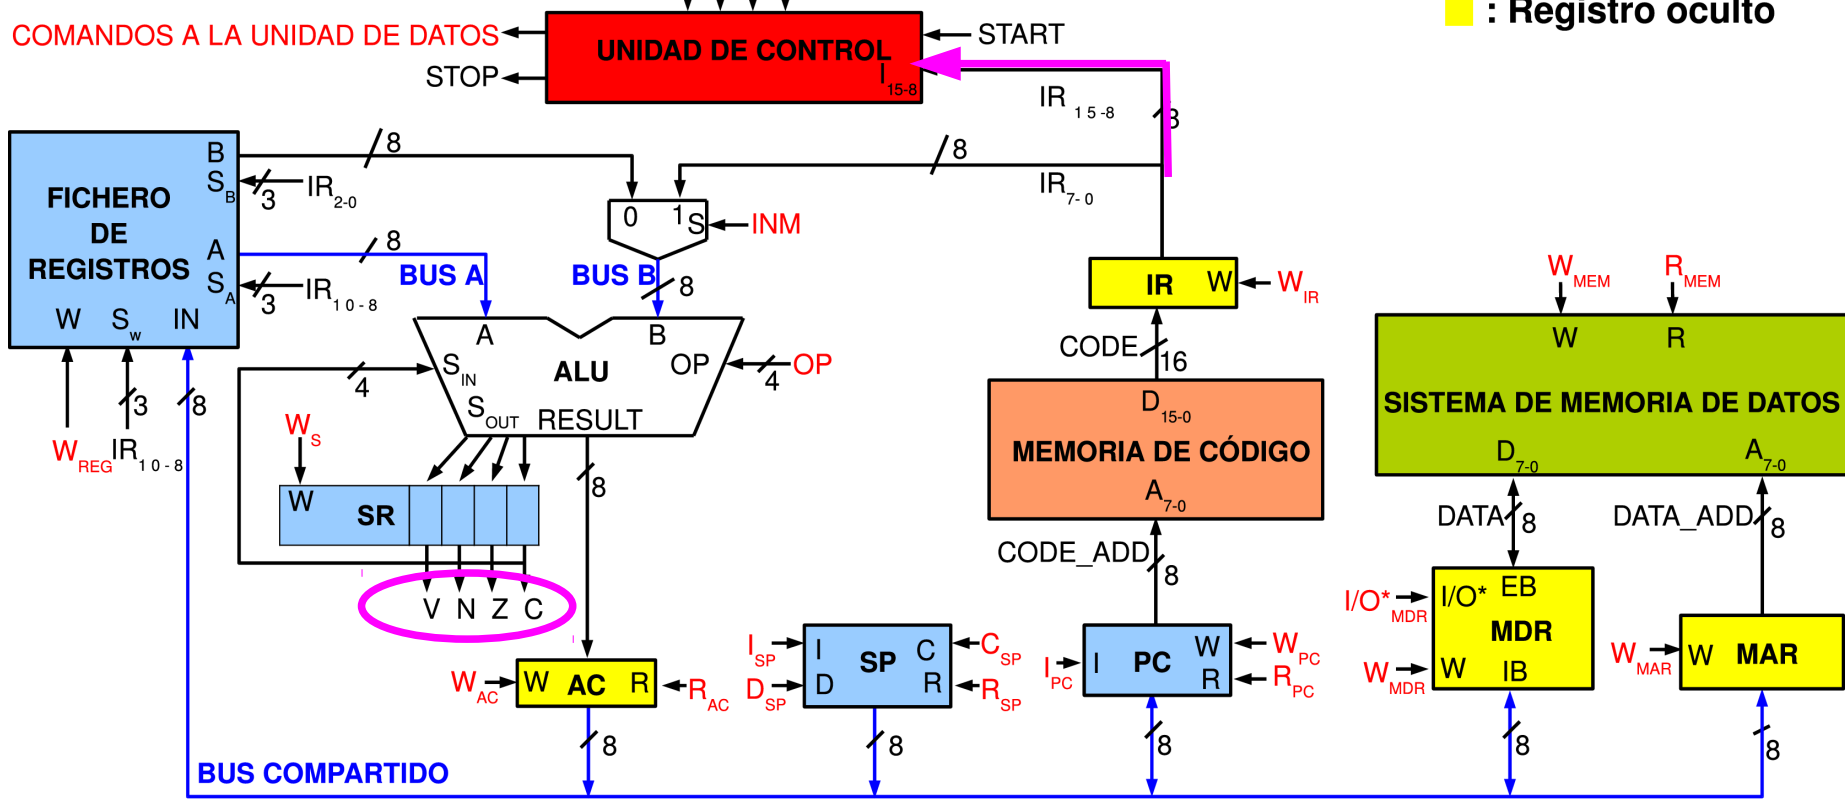 : Registro oculto
COMANDOS A LA UNIDAD DE DATOS
STOP
UNIDAD DE CONTROL
I15-8
START
IR 15-8
8
FICHERO
DE
REGISTROS
B
SB
A
SA
W
Sw
IN
8
3
IR2-0
8
3
IR10-8
BUS A
0
1
S
INM
8
IR7-0
BUS B
8
IR
W
WIR
CODE
16
WMEM
RMEM
W
R
SISTEMA DE MEMORIA DE DATOS
D7-0
A7-0
A
B
SIN
ALU
OP
4
OP
SOUT
RESULT
4
3
8
WREG
IR10-8
WS
W
SR
8
V
N
Z
C
D15-0
MEMORIA DE CÓDIGO
A7-0
CODE_ADD
8
DATA
8
DATA_ADD
8
WAC
W
AC
R
RAC
8
ISP
DSP
I
D
SP
C
R
CSP
RSP
8
IPC
I
PC
W
R
WPC
RPC
8
I/O*MDR
WMDR
I/O*
EB
MDR
W
IB
8
WMAR
W
MAR
8
BUS COMPARTIDO